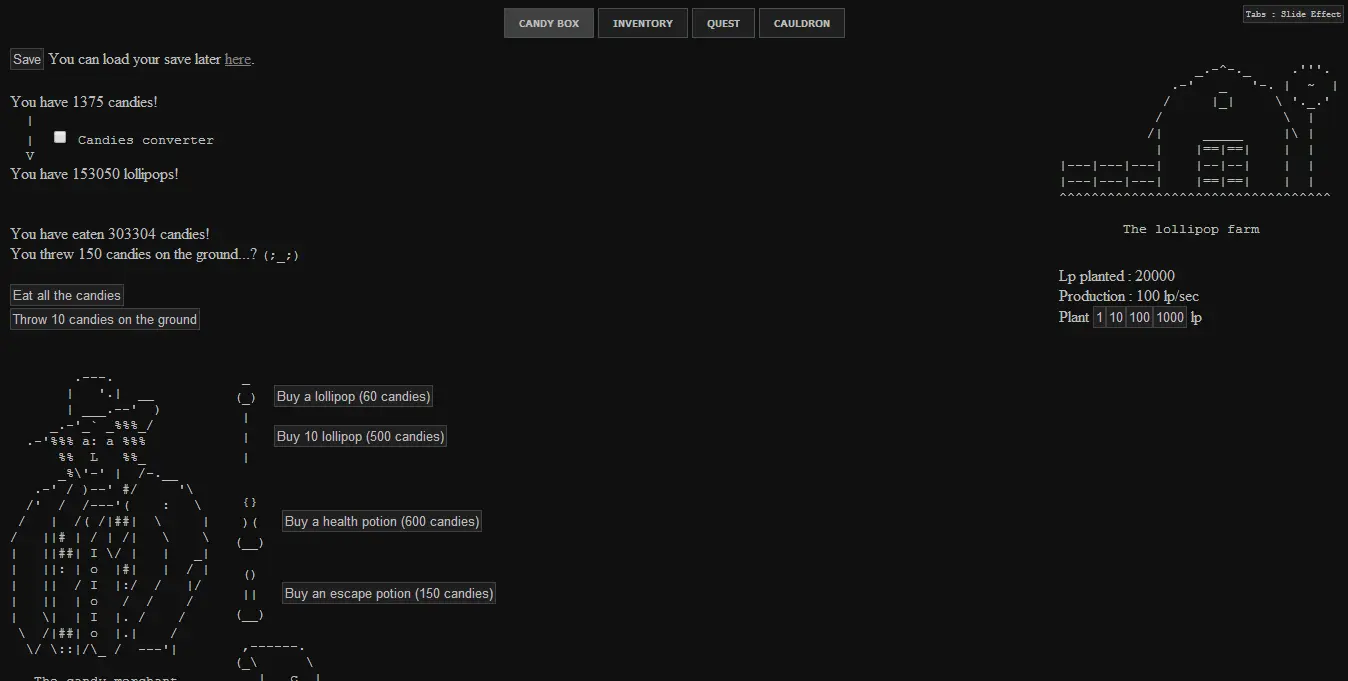 CANDY BOX INVENTORY QUEST CAULDRON
Tabs : Slide Effect
Save You can load your save later here.
You have 1375 candies!
Candies converter
You have 153050 lollipops!
You have eaten 303304 candies!
You threw 150 candies on the ground...? (;_;)
Eat all the candies
Throw 10 candies on the ground
The lollipop farm
Lp planted : 20000
Production : 100 lp/sec
Plant 1 10 100 1000 lp
Buy a lollipop (60 candies)
Buy 10 lollipop (500 candies)
Buy a health potion (600 candies)
Buy an escape potion (150 candies)
The candy merchant